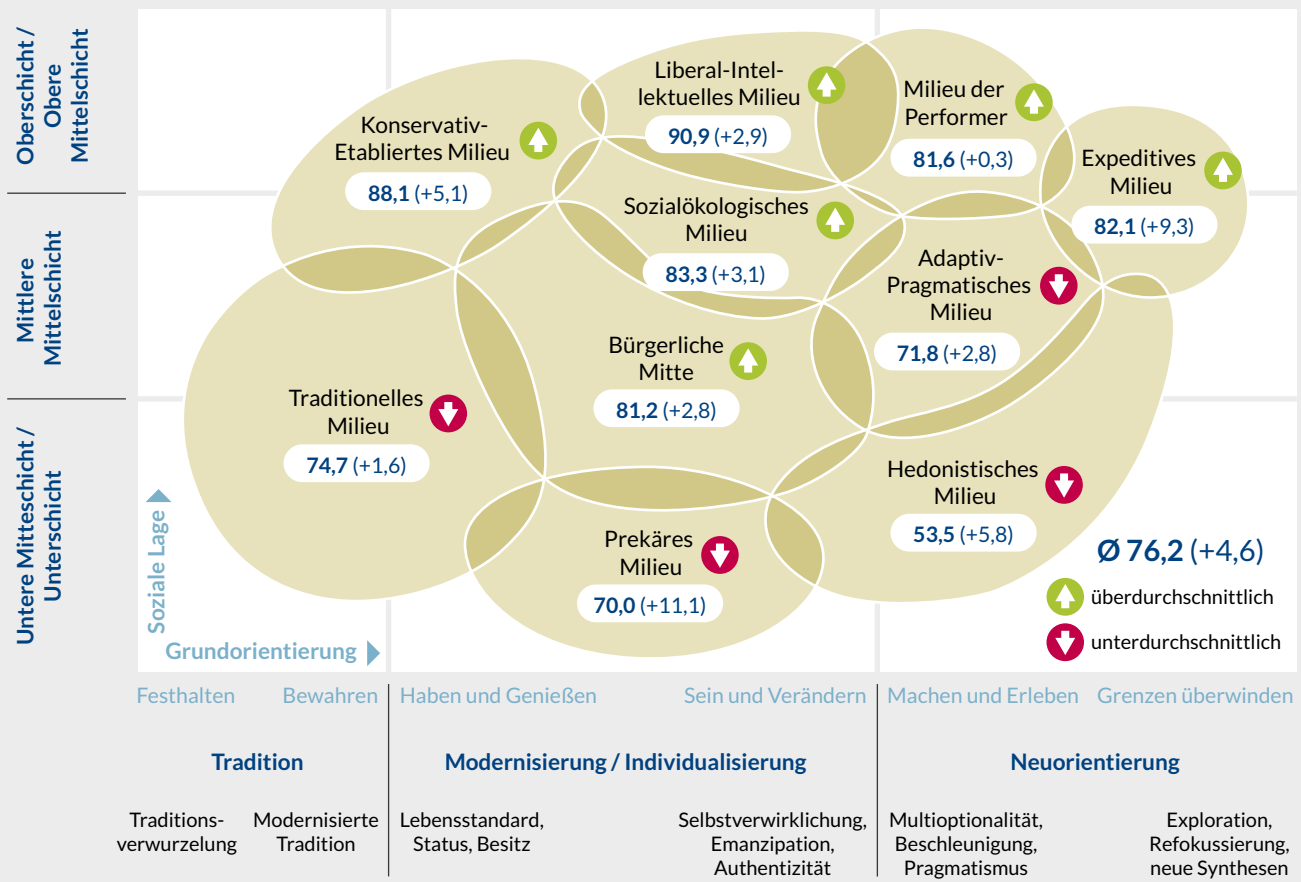 Oberschicht /
Obere
Mittelschicht
Mittlere
Mittelschicht
Untere Mitteschicht /
Unterschicht
Konservativ-
Etabliertes Milieu
88,1 (+5,1)
Liberal-Intel-
lektuelles Milieu
90,9 (+2,9)
Milieu der
Performer
81,6 (+0,3)
Expeditives
Milieu
82,1 (+9,3)
Sozialökologisches
Milieu
83,3 (+3,1)
Adaptiv-
Pragmatisches
Milieu
71,8 (+2,8)
Bürgerliche
Mitte
81,2 (+2,8)
Traditionelles
Milieu
74,7 (+1,6)
Hedonistisches
Milieu
53,5 (+5,8)
Prekäres
Milieu
70,0 (+11,1)
Ø 76,2 (+4,6)
überdurchschnittlich
unterdurchschnittlich
Soziale Lage
Grundorientierung
Festhalten
Bewahren
Haben und Genießen
Sein und Verändern
Machen und Erleben
Grenzen überwinden
Tradition
Modernisierung / Individualisierung
Neuorientierung
Traditions-
verwurzelung
Modernisierte
Tradition
Lebensstandard,
Status, Besitz
Selbstverwirklichung,
Emanzipation,
Authentizität
Multioptionalität,
Beschleunigung,
Pragmatismus
Exploration,
Refokussierung,
neue Synthesen